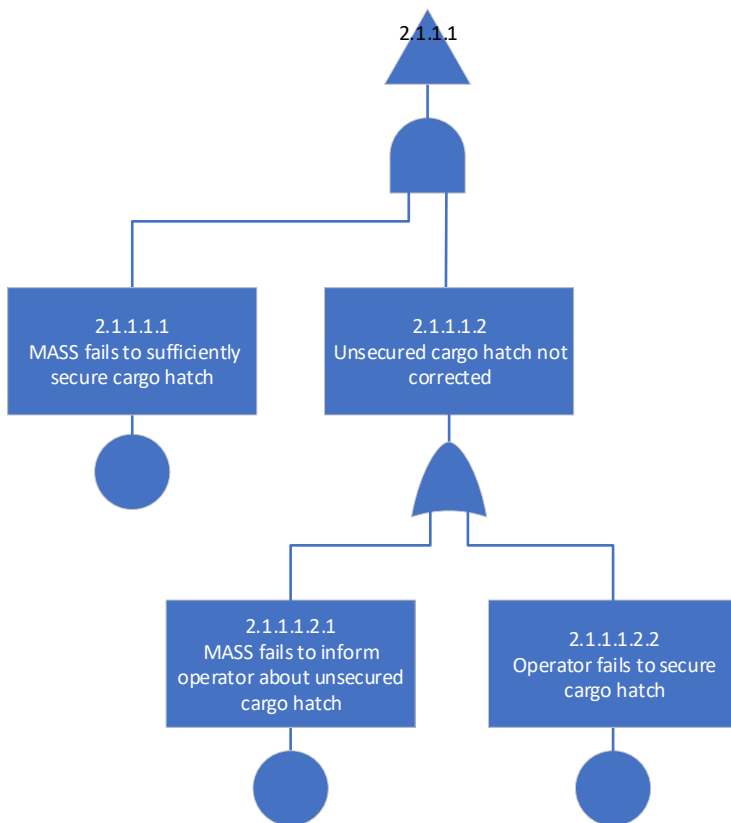 2.1.1.1
2.1.1.1.1
MASS fails to sufficiently
secure cargo hatch
2.1.1.1.2
Unsecured cargo hatch not
corrected
2.1.1.1.2.1
MASS fails to inform
operator about unsecured
cargo hatch
2.1.1.1.2.2
Operator fails to secure
cargo hatch